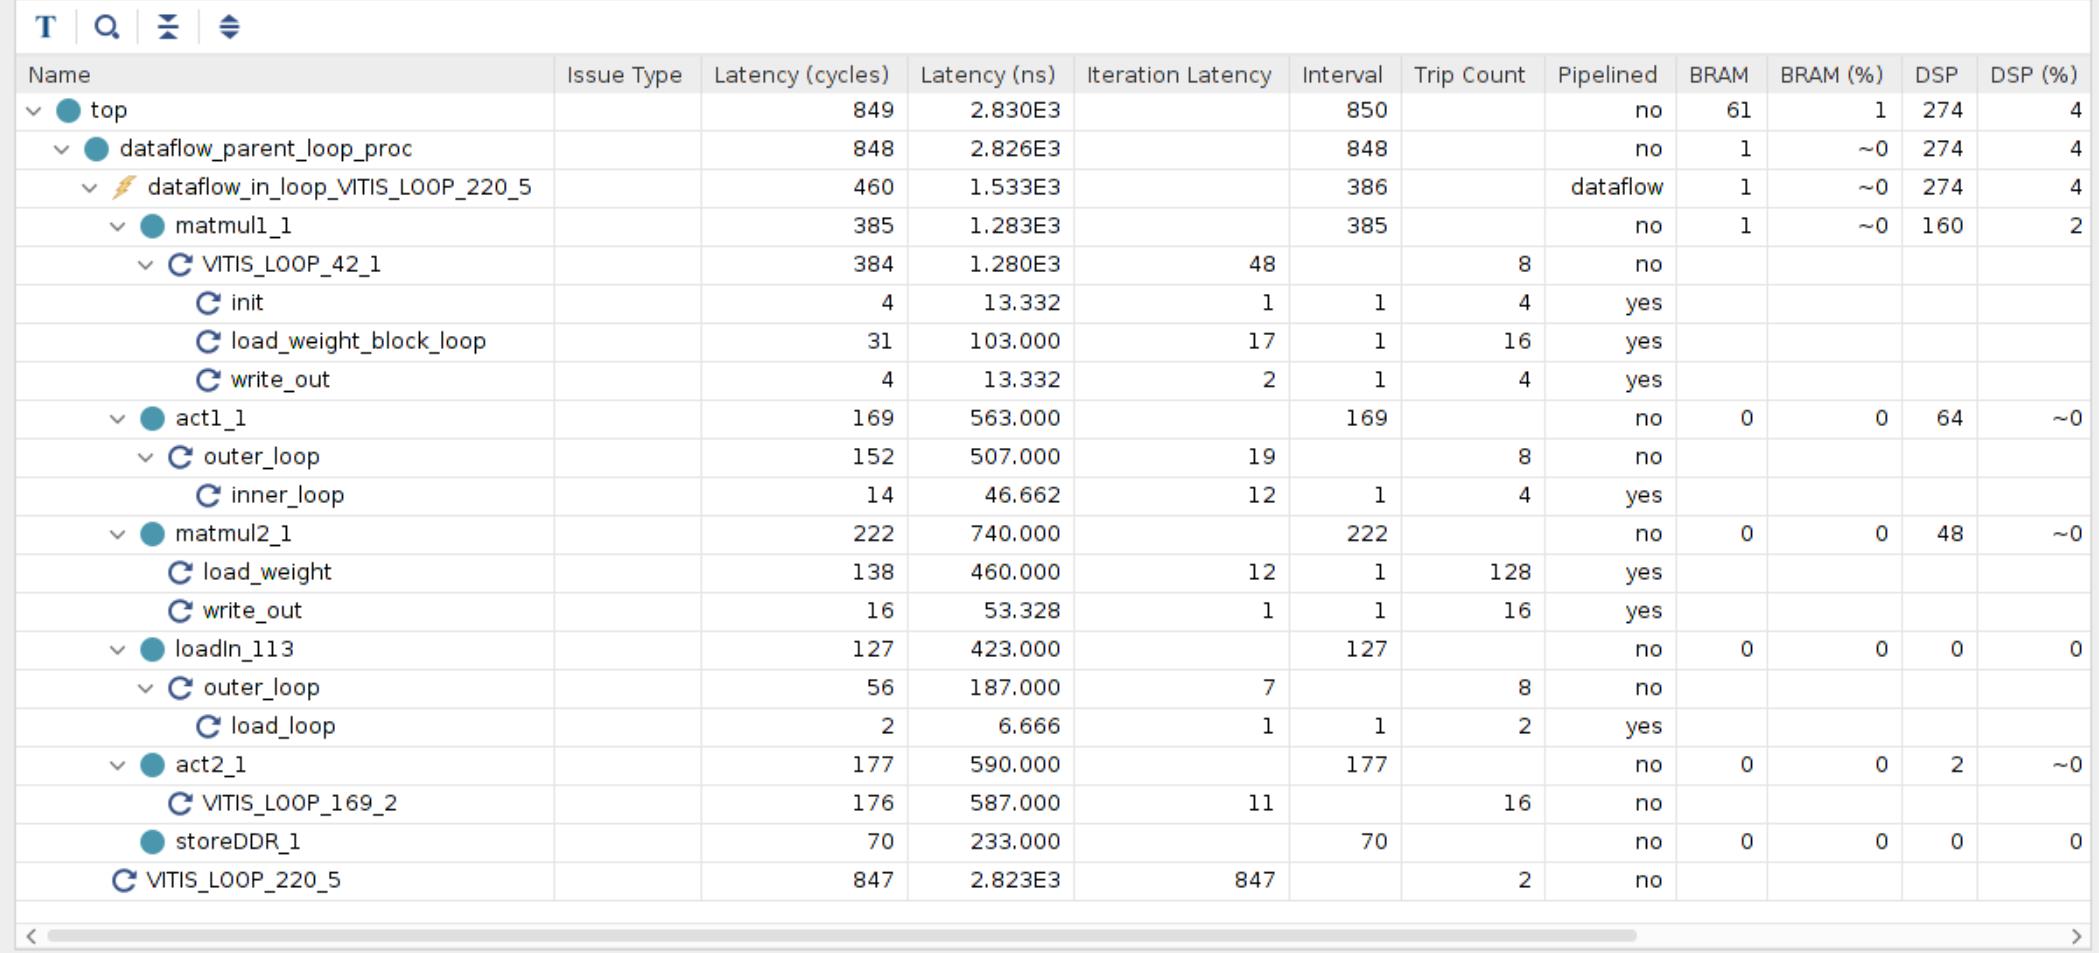 T
Name Issue Type Latency (cycles) Latency (ns) Iteration Latency Interval Trip Count Pipelined BRAM BRAM (%) DSP DSP (%)
top 849 2.830E3 850 no 61 1 274 4
dataflow_parent_loop_proc 848 2.826E3 848 no 1 ~0 274 4
dataflow_in_loop_VITIS_LOOP_220_5 460 1.533E3 386 dataflow 1 ~0 274 4
matmul1_1 385 1.283E3 385 no 1 ~0 160 2
VITIS_LOOP_42_1 384 1.280E3 48 8 no
init 4 13.332 1 1 4 yes
load_weight_block_loop 31 103.000 17 1 16 yes
write_out 4 13.332 2 1 4 yes
act1_1 169 563.000 169 no 0 0 64 ~0
outer_loop 152 507.000 19 8 no
inner_loop 14 46.662 12 1 4 yes
matmul2_1 222 740.000 222 no 0 0 48 ~0
load_weight 138 460.000 12 1 128 yes
write_out 16 53.328 1 1 16 yes
loadIn_113 127 423.000 127 no 0 0 0 0
outer_loop 56 187.000 7 8 no
load_loop 2 6.666 1 1 2 yes
act2_1 177 590.000 177 no 0 0 2 ~0
VITIS_LOOP_169_2 176 587.000 11 16 no
storeDDR_1 70 233.000 70 no 0 0 0 0
VITIS_LOOP_220_5 847 2.823E3 847 2 no